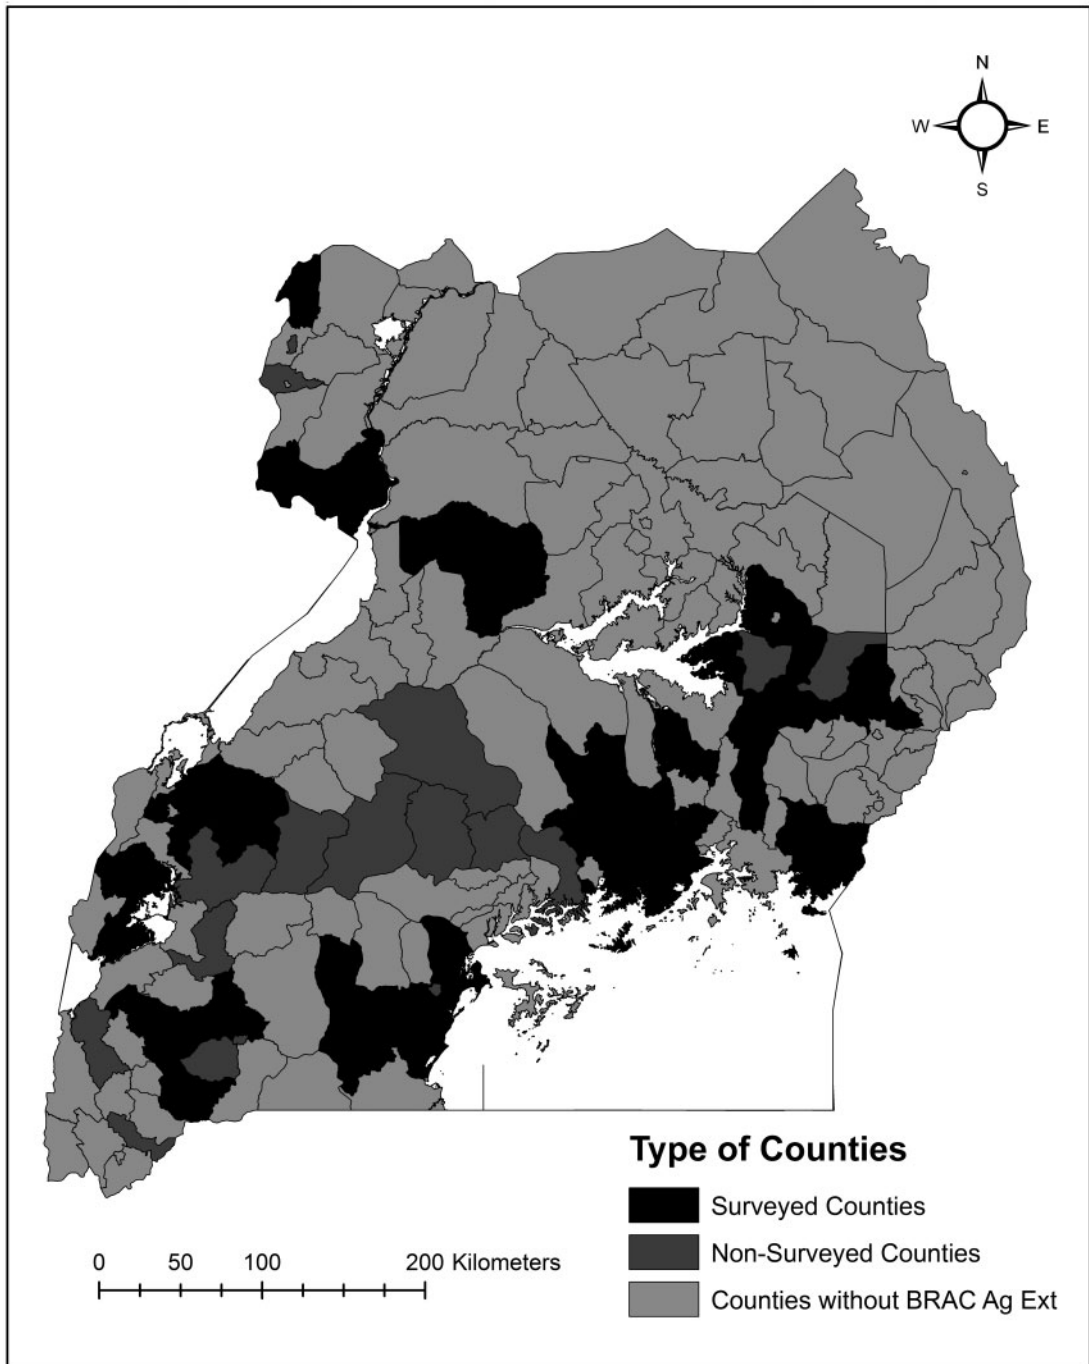 N
W E
S
Type of Counties
Surveyed Counties
Non-Surveyed Counties
Counties without BRAC Ag Ext
0 50 100 200 Kilometers